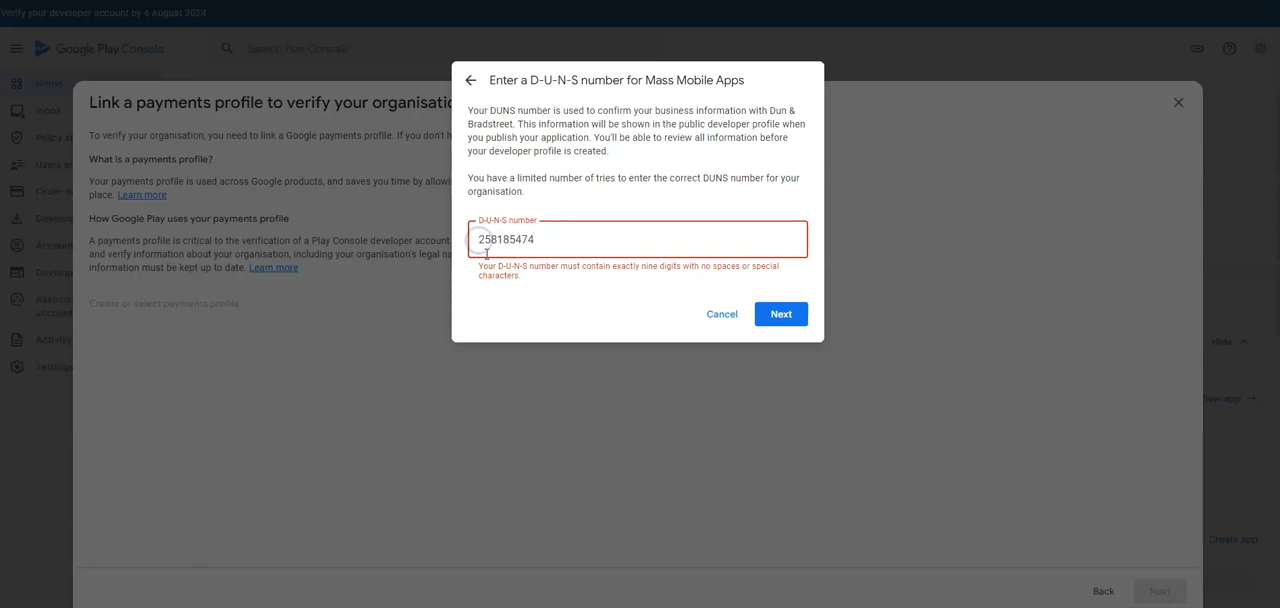 Verify your developer account by 4 August 2024
Google Play Console
Search Play Console
Home
Inbox
Policy
Users
Order
Settings
Link a payments profile to verify your organisatio
To verify your organisation, you need to link a Google payments profile. If you don't h
What is a payments profile?
Your payments profile is used across Google products, and saves you time by allowin
place. Learn more
How Google Play uses your payments profile
A payments profile is critical to the verification of a Play Console developer account
and verify information about your organisation, including your organisation's legal na
information must be kept up to date. Learn more
Create or select payments profile
Enter a D-U-N-S number for Mass Mobile Apps
Your DUNS number is used to confirm your business information with Dun &
Bradstreet. This information will be shown in the public developer profile when
you publish your application. You'll be able to review all information before
your developer profile is created.
You have a limited number of tries to enter the correct DUNS number for your
organisation.
D-U-N-S number
258185474
Your D-U-N-S number must contain exactly nine digits with no spaces or special
characters.
Cancel
Next
Hide
View app
Create app
Back
Next